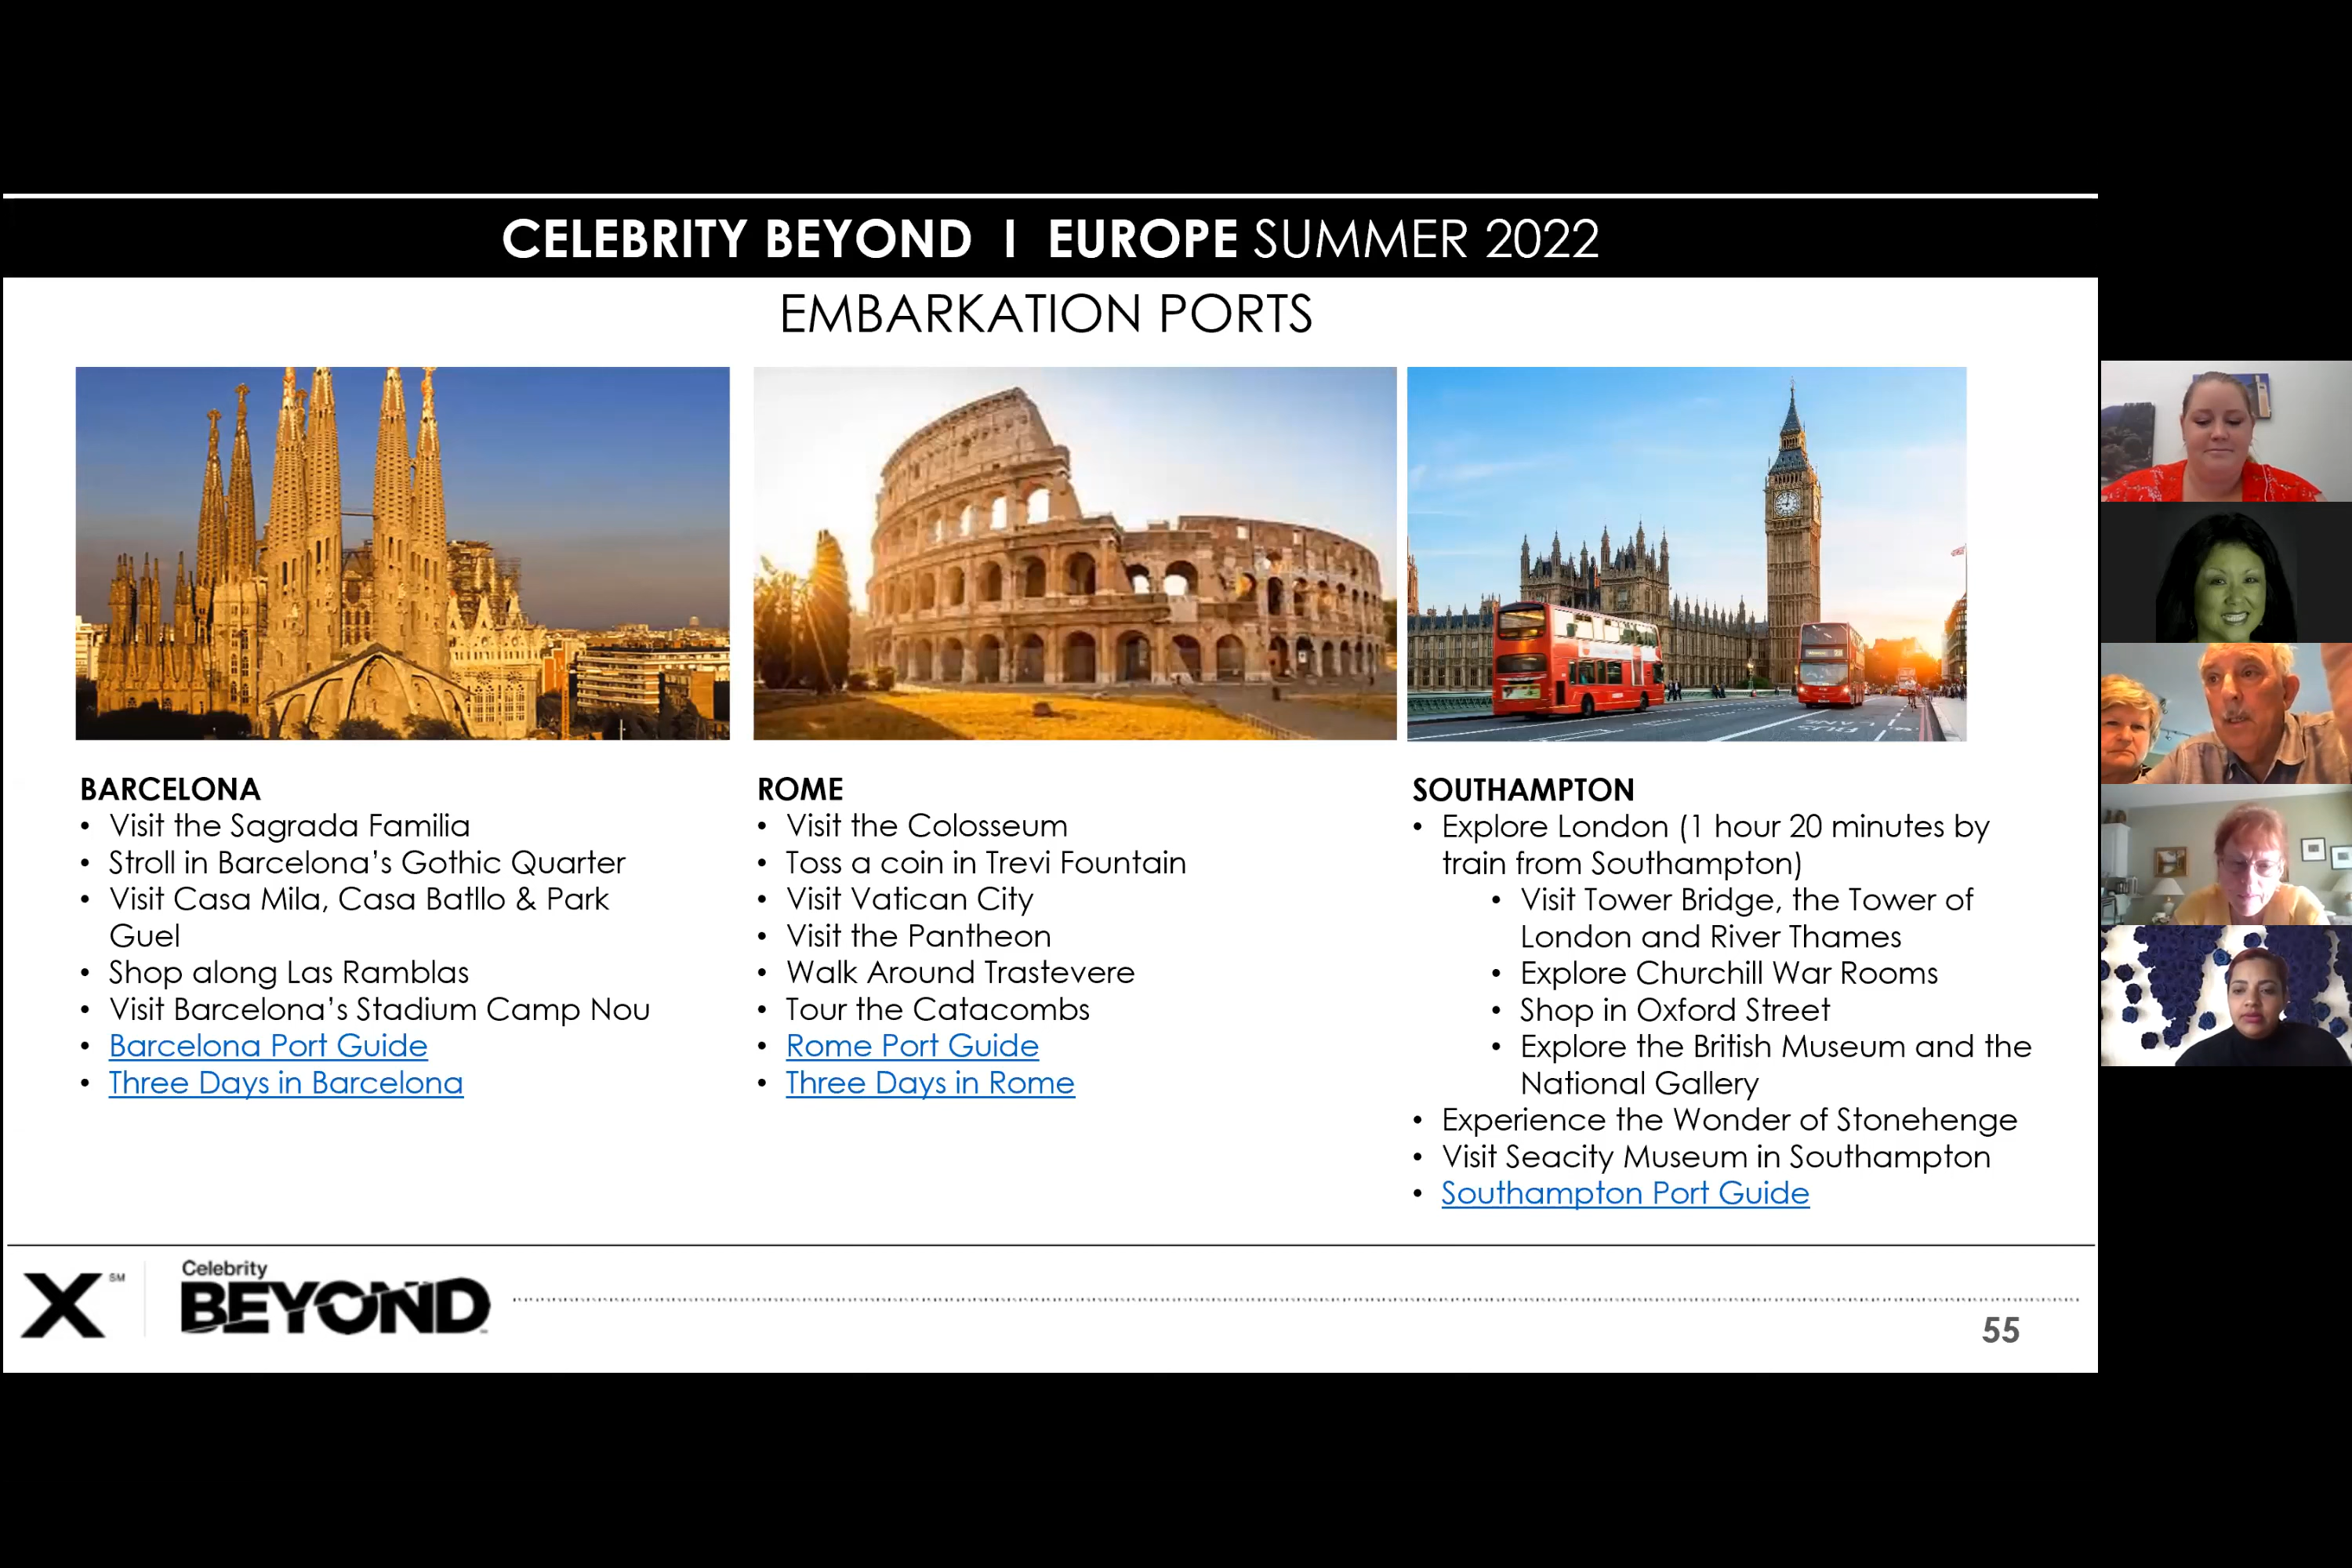 CELEBRITY BEYOND I EUROPE SUMMER 2022
EMBARKATION PORTS
BARCELONA
• Visit the Sagrada Familia
• Stroll in Barcelona's Gothic Quarter
• Visit Casa Mila, Casa Batllo & Park
Guel
• Shop along Las Ramblas
• Visit Barcelona's Stadium Camp Nou
• Barcelona Port Guide
• Three Days in Barcelona
ROME
• Visit the Colosseum
• Toss a coin in Trevi Fountain
• Visit Vatican City
• Visit the Pantheon
• Walk Around Trastevere
• Tour the Catacombs
• Rome Port Guide
• Three Days in Rome
SOUTHAMPTON
• Explore London (1 hour 20 minutes by
train from Southampton)
• Visit Tower Bridge, the Tower of
London and River Thames
• Explore Churchill War Rooms
• Shop in Oxford Street
• Explore the British Museum and the
National Gallery
• Experience the Wonder of Stonehenge
• Visit Seacity Museum in Southampton
• Southampton Port Guide
X SM
Celebrity
BEYOND
55